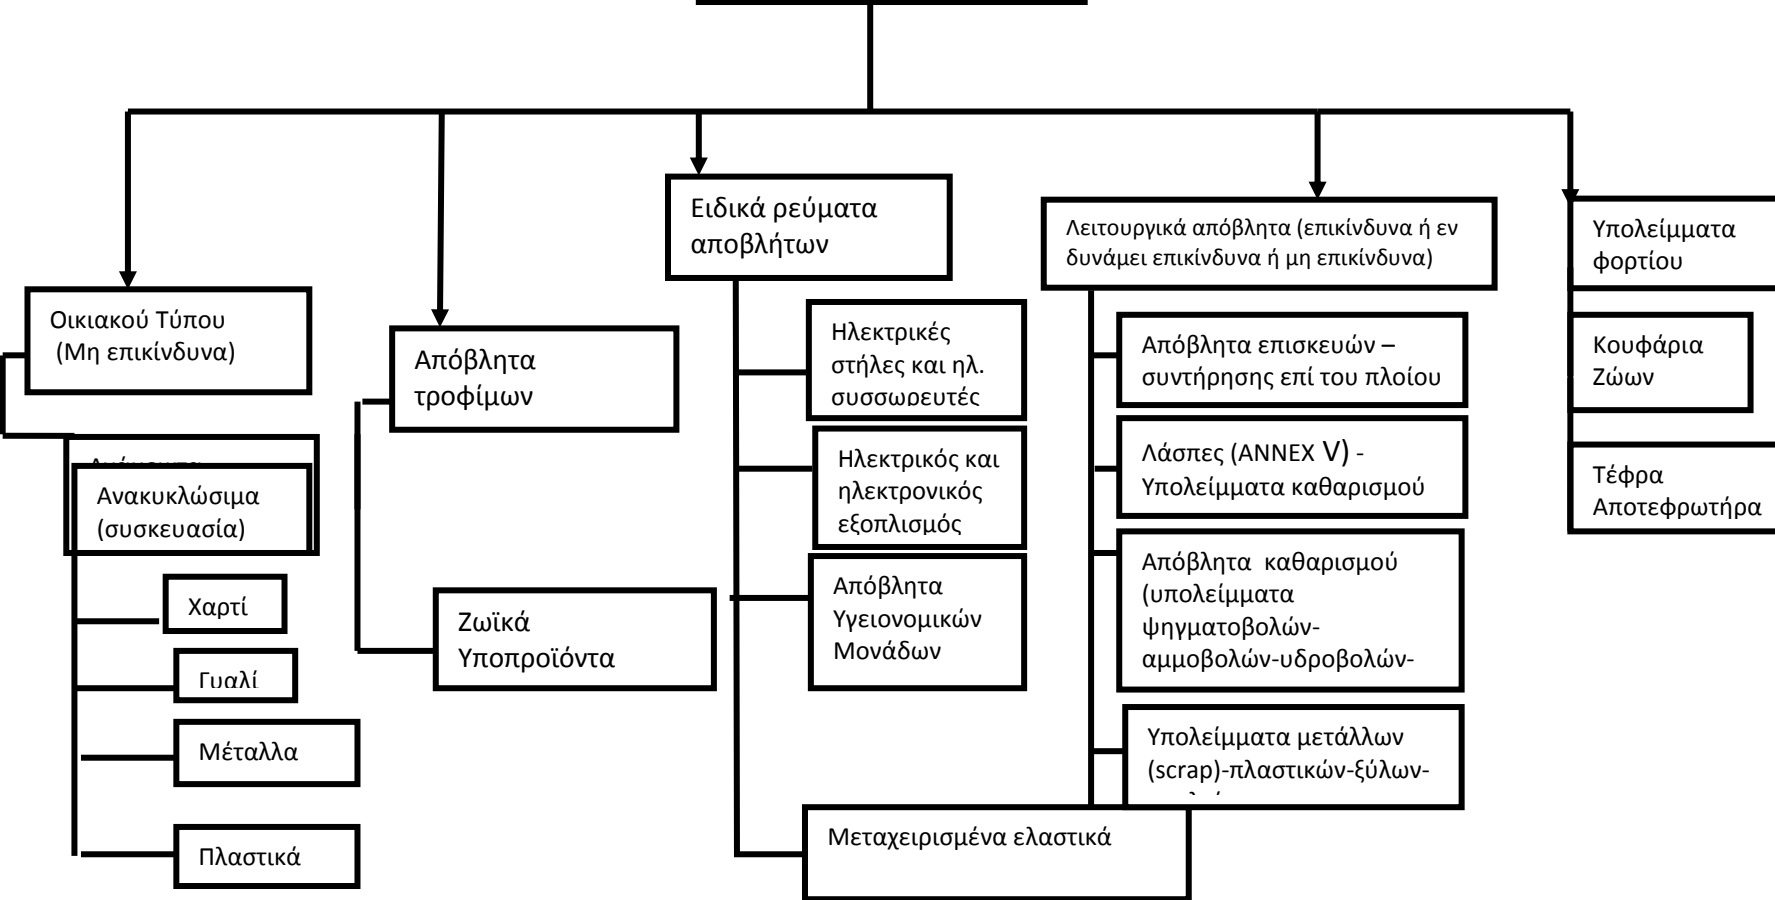 Οικιακού Τύπου
(Μη επικίνδυνα)
Ανακυκλώσιμα
(συσκευασία)
Χαρτί
Γυαλί
Μέταλλα
Πλαστικά
Απόβλητα
τροφίμων
Ζωϊκά
Υποπροϊόντα
Ειδικά ρεύματα
αποβλήτων
Ηλεκτρικές
στήλες και ηλ.
συσσωρευτές
Ηλεκτρικός και
ηλεκτρονικός
εξοπλισμός
Απόβλητα
Υγειονομικών
Μονάδων
Μεταχειρισμένα ελαστικά
Λειτουργικά απόβλητα (επικίνδυνα ή εν
δυνάμει επικίνδυνα ή μη επικίνδυνα)
Απόβλητα επισκευών –
συντήρησης επί του πλοίου
Λάσπες (ANNEX V) -
Υπολείμματα καθαρισμού
Απόβλητα καθαρισμού
(υπολείμματα
ψηγματοβολών-
αμμοβολών-υδροβολών-
Υπολείμματα μετάλλων
(scrap)-πλαστικών-ξύλων-
Υπολείμματα
φορτίου
Κουφάρια
Ζώων
Τέφρα
Αποτεφρωτήρα